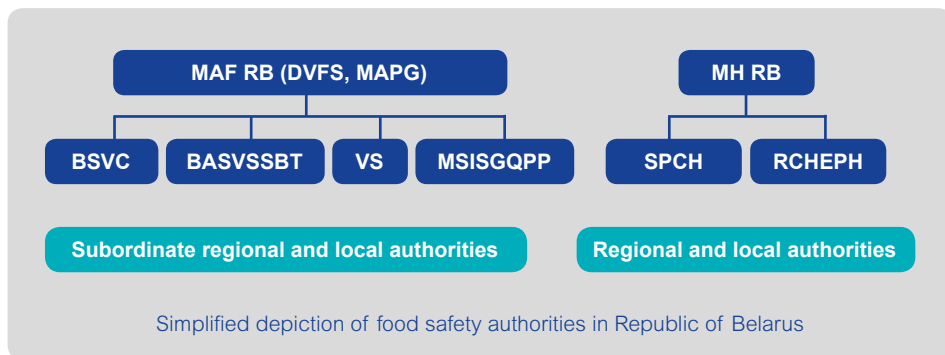 MAF RB (DVFS, MAPG)
MH RB
BSVC
BASVSSBT
VS
MSISGQPP
SPCH
RCHEPH
Subordinate regional and local authorities
Regional and local authorities
Simplified depiction of food safety authorities in Republic of Belarus